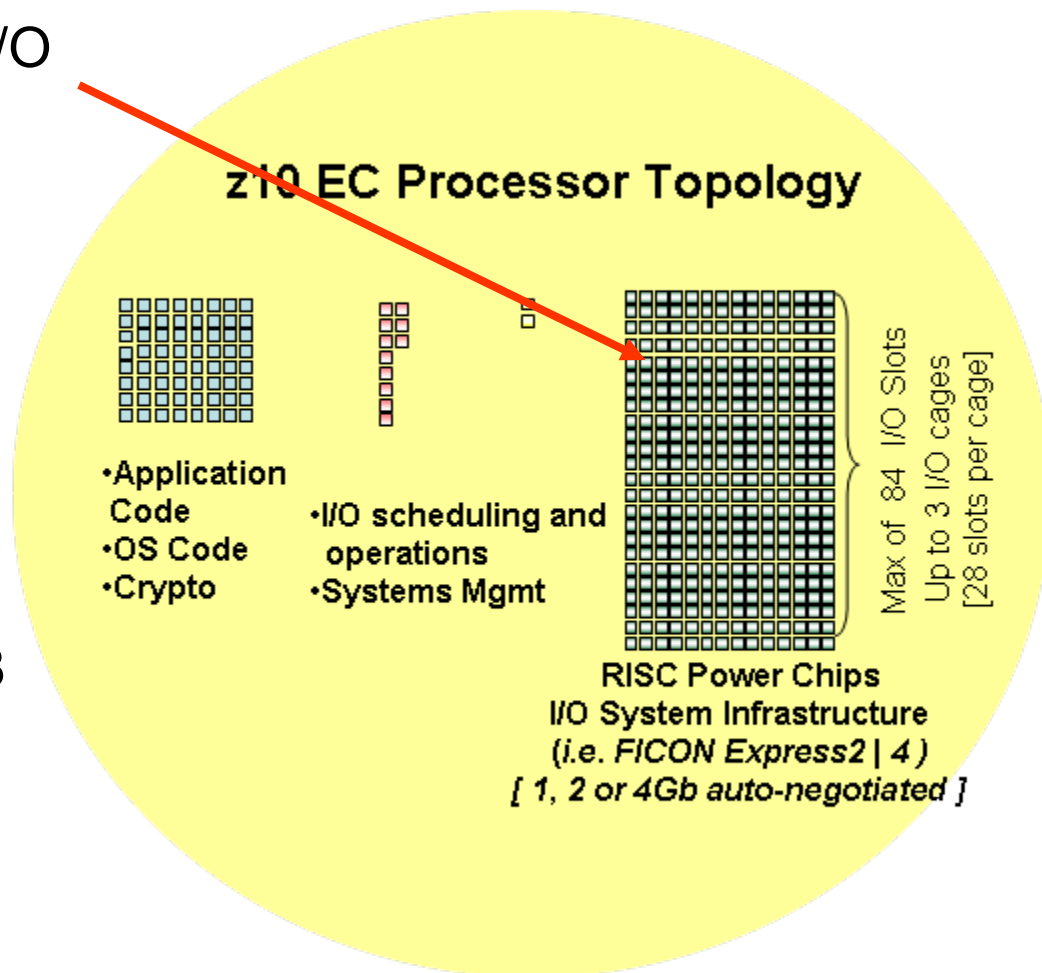 /O
z10 EC Processor Topology
•Application
Code
•OS Code
•Crypto
•I/O scheduling and
operations
•Systems Mgmt
Max of 84 I/O Slots
Up to 3 I/O cages
[28 slots per cage]
RISC Power Chips
I/O System Infrastructure
(i.e. FICON Express2 | 4 )
[ 1, 2 or 4Gb auto-negotiated ]